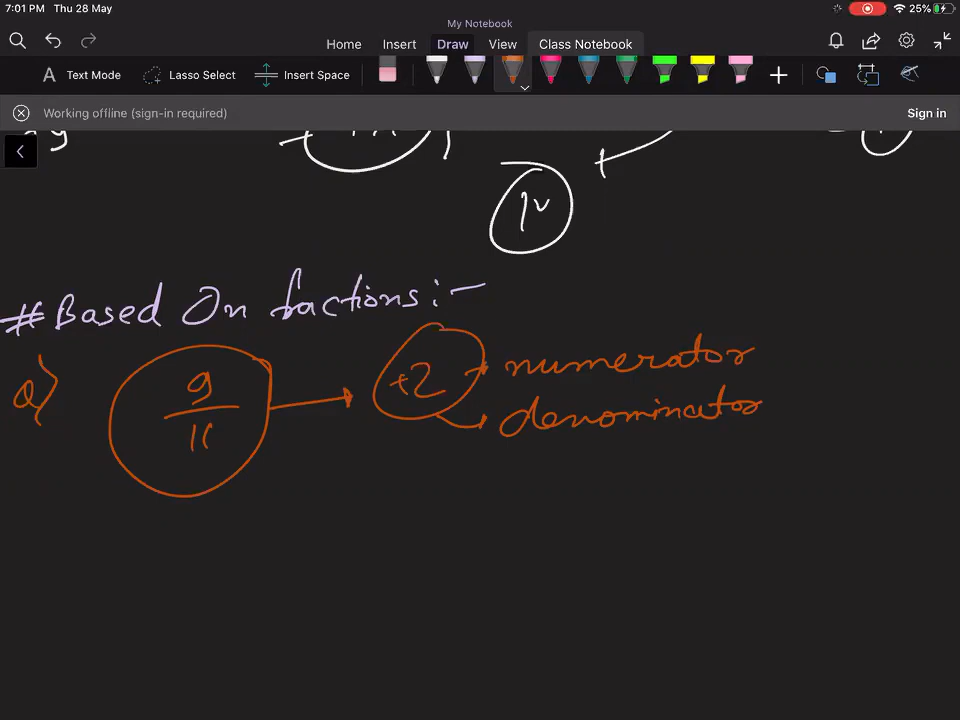 7:01 PM Thu 28 May 25%
My Notebook
Home Insert Draw View Class Notebook
Text Mode Lasso Select Insert Space
Working offline (sign-in required) Sign in
# Based On fractions :-
a) 9/11 +2 numerator
denominator